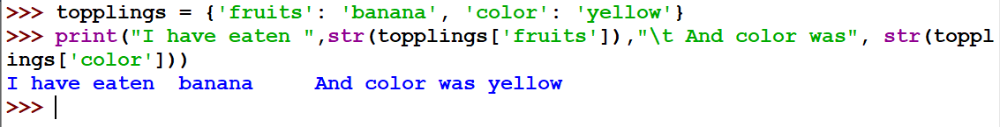 >>> topplings = {'fruits': 'banana', 'color': 'yellow'}
>>> print("I have eaten ",str(topplings['fruits']),"\t And color was", str(toppl
ings['color']))
I have eaten  banana     And color was yellow
>>>